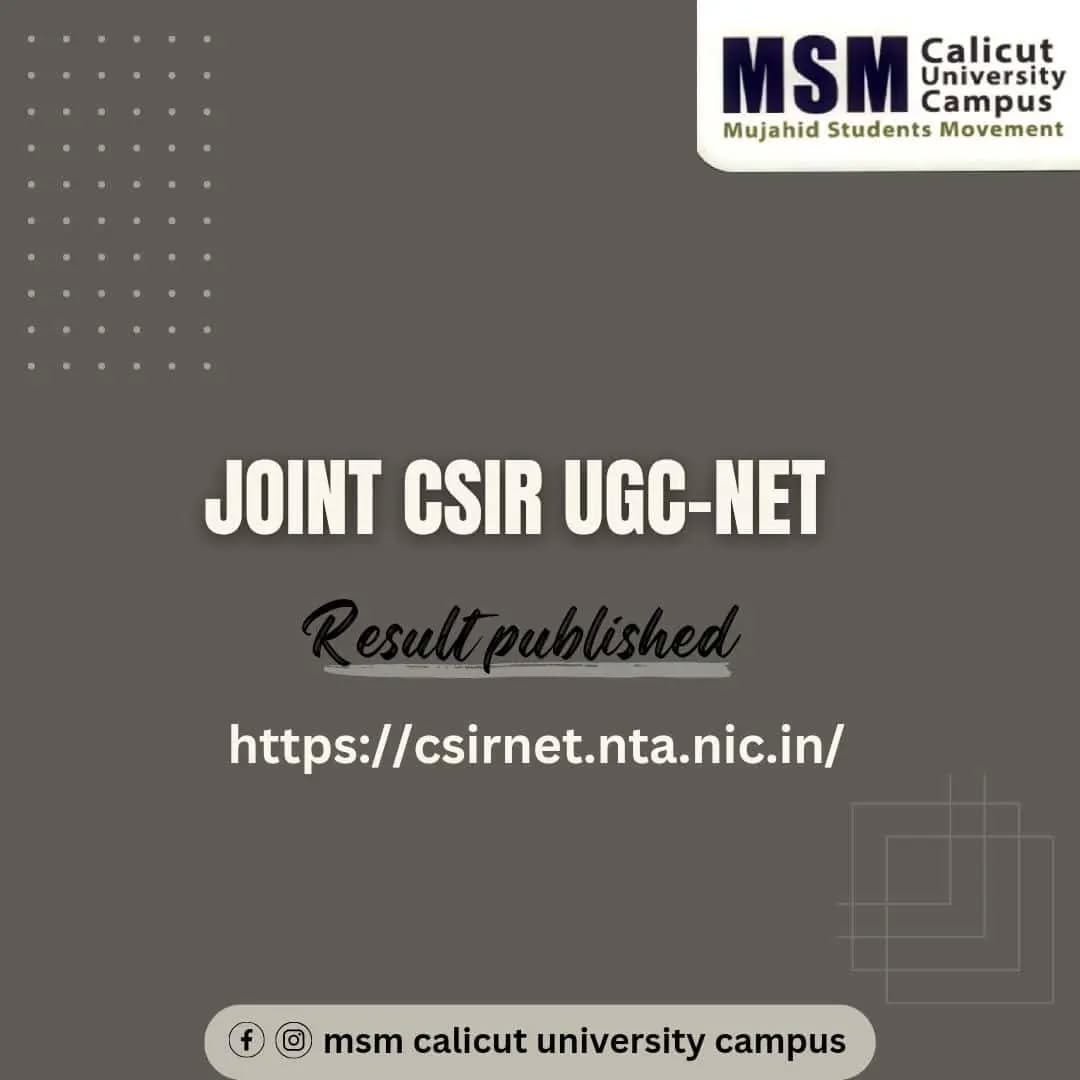 MSM Calicut
University
Campus
Mujahid Students Movement
JOINT CSIR UGC-NET
Result published
https://csirnet.nta.nic.in/
msm calicut university campus